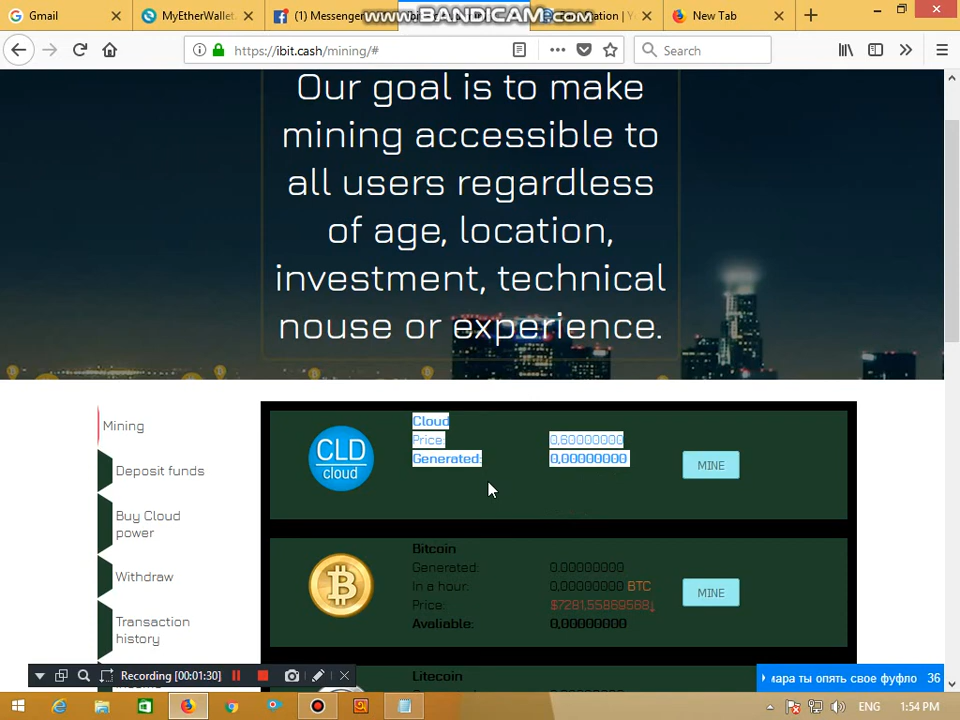 Gmail
MyEtherWallet.
(1) Messenger
WWW.BANDICAM.COM
New Tab
https://ibit.cash/mining/#
Search
Our goal is to make
mining accessible to
all users regardless
of age, location,
investment, technical
nouse or experience.
Mining
Deposit funds
Buy Cloud
power
Withdraw
Transaction
history
CLD
cloud
Cloud
Price: 0,60000000
Generated: 0,00000000
MINE
Bitcoin
Generated: 0.00000000
In a hour: 0,00000000 BTC
Price: $7281,55869568↓
Avaliable: 0,00000000
MINE
Litecoin
Recording [00:01:30]
мара ты опять свое фуфло 36
ENG 1:54 PM